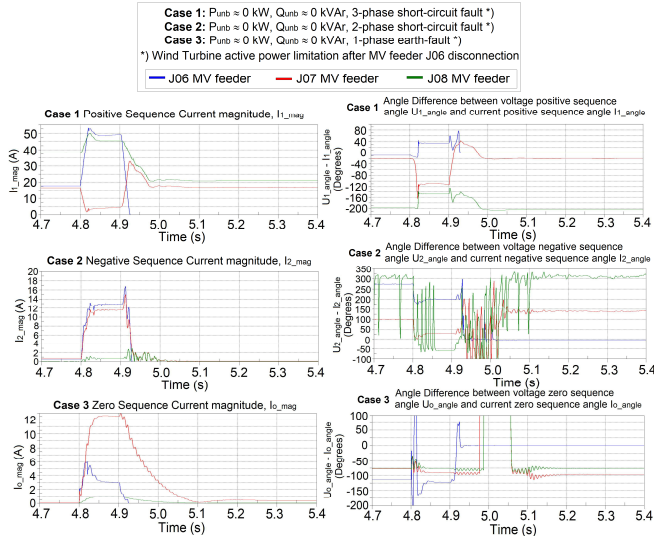 Case 1: Punb ≈ 0 kW, Qunb ≈ 0 kVAr, 3-phase short-circuit fault *)
Case 2: Punb ≈ 0 kW, Qunb ≈ 0 kVAr, 2-phase short-circuit fault *)
Case 3: Punb ≈ 0 kW, Qunb ≈ 0 kVAr, 1-phase earth-fault *)
*) Wind Turbine active power limitation after MV feeder J06 disconnection
J06 MV feeder
J07 MV feeder
J08 MV feeder
Case 1 Positive Sequence Current magnitude, I1_mag
I1_mag (A)
50
40
30
20
10
0
4.7 4.8 4.9 5.0 5.1 5.2 5.3 5.4
Time (s)
Case 1 Angle Difference between voltage positive sequence
angle U1_angle and current positive sequence angle I1_angle
U1_angle - I1_angle
(Degrees)
80
40
0
-40
-80
-120
-160
-200
4.7 4.8 4.9 5.0 5.1 5.2 5.3 5.4
Time (s)
Case 2 Negative Sequence Current magnitude, I2_mag
I2_mag (A)
20
18
16
14
12
10
8
6
4
2
0
4.7 4.8 4.9 5.0 5.1 5.2 5.3 5.4
Time (s)
Case 2 Angle Difference between voltage negative sequence
angle U2_angle and current negative sequence angle I2_angle
U2_angle - I2_angle
(Degrees)
350
300
250
200
150
100
50
0
-50
-100
4.7 4.8 4.9 5.0 5.1 5.2 5.3 5.4
Time (s)
Case 3 Zero Sequence Current magnitude, Io_mag
Io_mag (A)
12
10
8
6
4
2
0
4.7 4.8 4.9 5.0 5.1 5.2 5.3 5.4
Time (s)
Case 3 Angle Difference between voltage zero sequence
angle Uo_angle and current zero sequence angle Io_angle
Uo_angle - Io_angle
(Degrees)
100
50
0
-50
-100
-150
-200
4.7 4.8 4.9 5.0 5.1 5.2 5.3 5.4
Time (s)